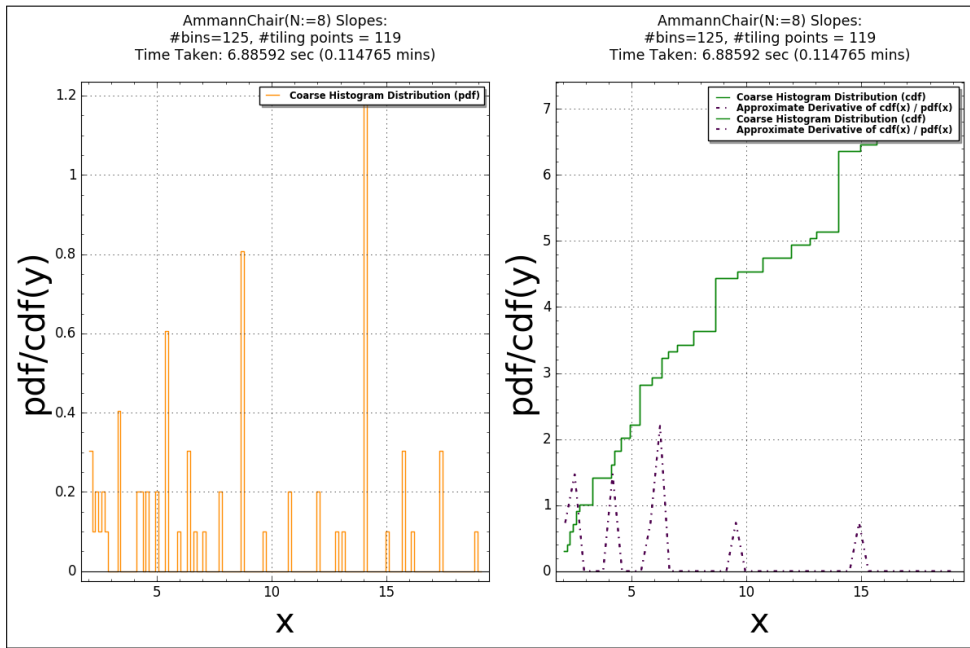 AmmannChair(N:=8) Slopes:
#bins=125, #tiling points = 119
Time Taken: 6.88592 sec (0.114765 mins)
Coarse Histogram Distribution (pdf)
pdf/cdf(y)
1.2
1
0.8
0.6
0.4
0.2
0
5
10
15
x
AmmannChair(N:=8) Slopes:
#bins=125, #tiling points = 119
Time Taken: 6.88592 sec (0.114765 mins)
Coarse Histogram Distribution (cdf)
Approximate Derivative of cdf(x) / pdf(x)
Coarse Histogram Distribution (cdf)
Approximate Derivative of cdf(x) / pdf(x)
pdf/cdf(y)
7
6
5
4
3
2
1
0
5
10
15
x